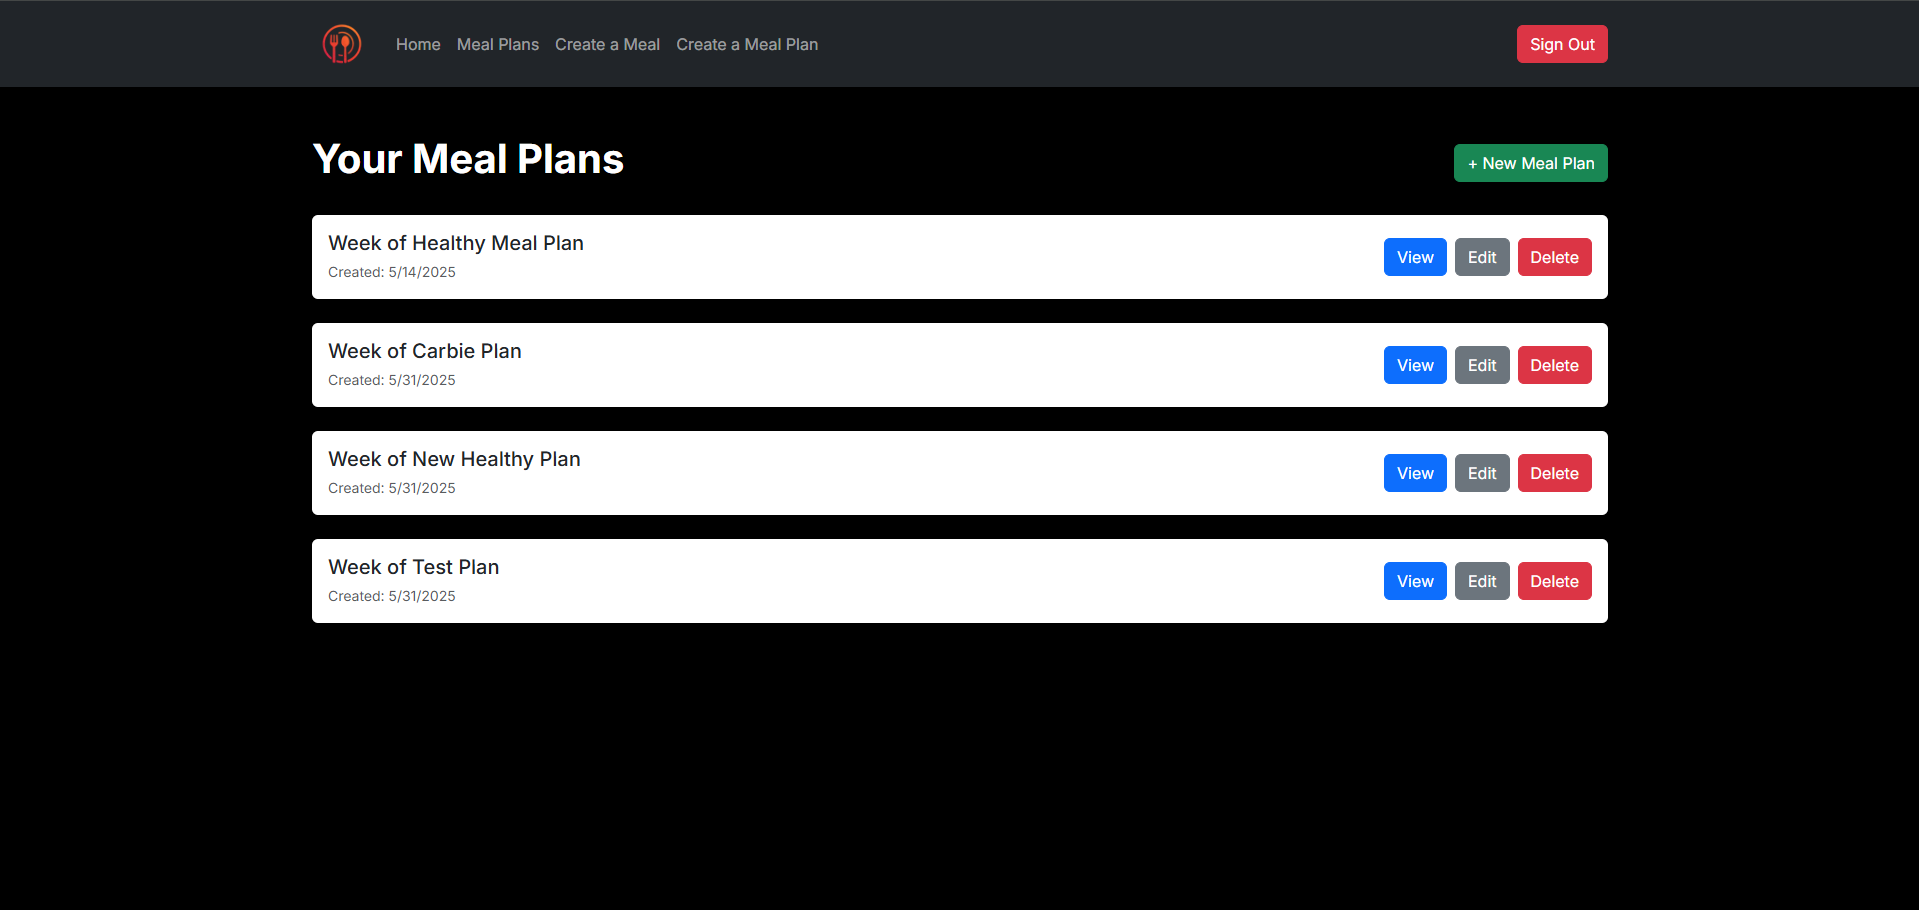 Home Meal Plans Create a Meal Create a Meal Plan Sign Out
Your Meal Plans + New Meal Plan
Week of Healthy Meal Plan
Created: 5/14/2025
View Edit Delete
Week of Carbie Plan
Created: 5/31/2025
View Edit Delete
Week of New Healthy Plan
Created: 5/31/2025
View Edit Delete
Week of Test Plan
Created: 5/31/2025
View Edit Delete